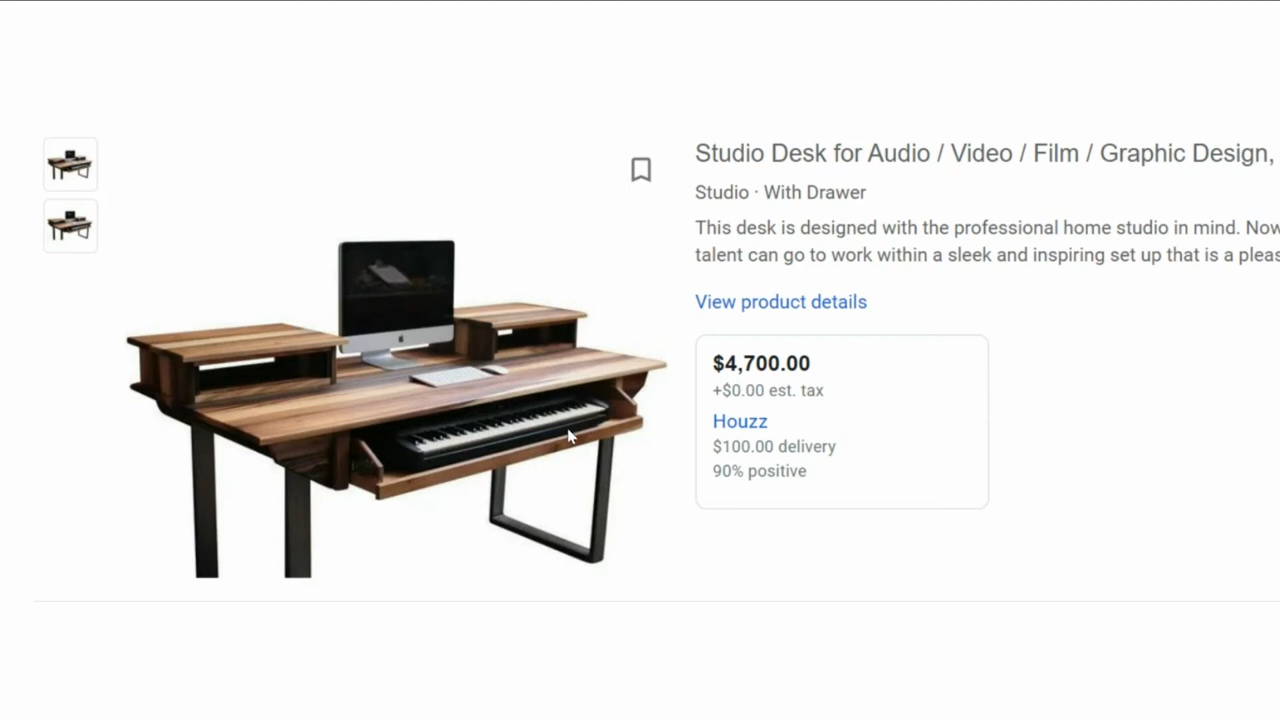 Studio Desk for Audio / Video / Film / Graphic Design,
Studio · With Drawer
This desk is designed with the professional home studio in mind. Now
talent can go to work within a sleek and inspiring set up that is a pleas
View product details
$4,700.00
+$0.00 est. tax
Houzz
$100.00 delivery
90% positive